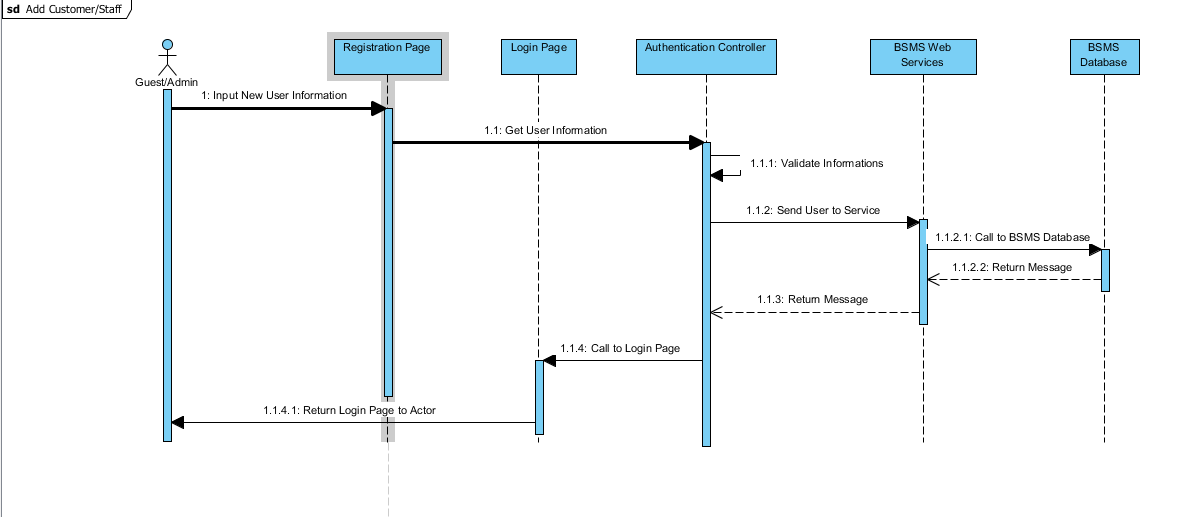 sd Add Customer/Staff
Registration Page
Login Page
Authentication Controller
BSMS Web
Services
BSMS
Database
Guest/Admin
1: Input New User Information
1.1: Get User Information
1.1.1: Validate Informations
1.1.2: Send User to Service
1.1.2.1: Call to BSMS Database
1.1.2.2: Return Message
1.1.3: Return Message
1.1.4: Call to Login Page
1.1.4.1: Return Login Page to Actor